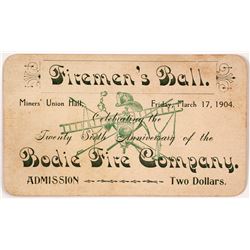 Firemen's Ball.
Miners' Union Hall, Friday, March 17, 1904.
Celebrating the
Twenty Sixth Anniversary of the
Bodie Fire Company.
ADMISSION Two Dollars.